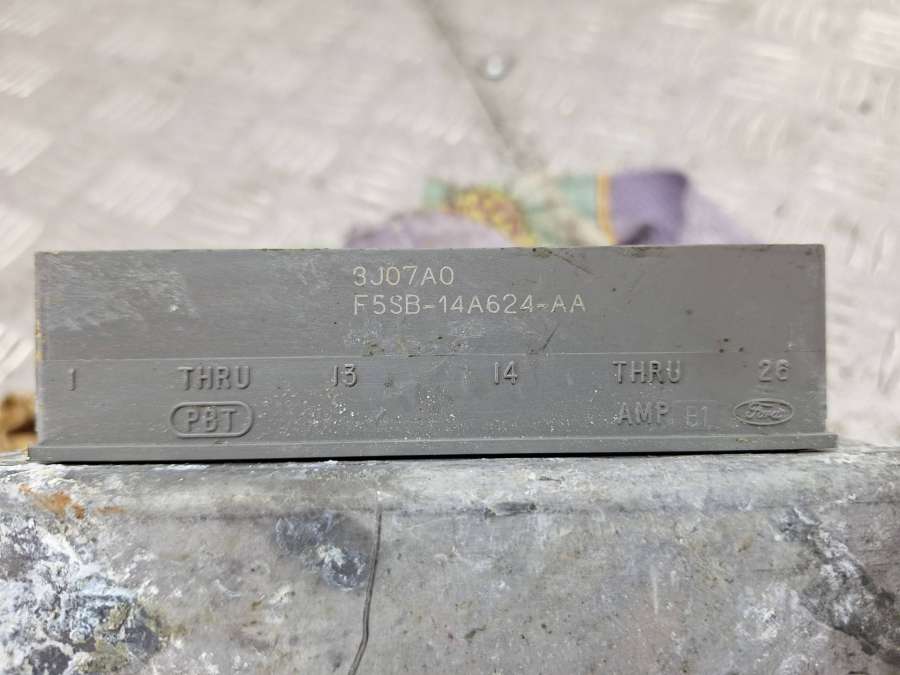 3J07A0
F5SB-14A624-AA
1 THRU 13 14 THRU 26
PBT AMP B1 Ford